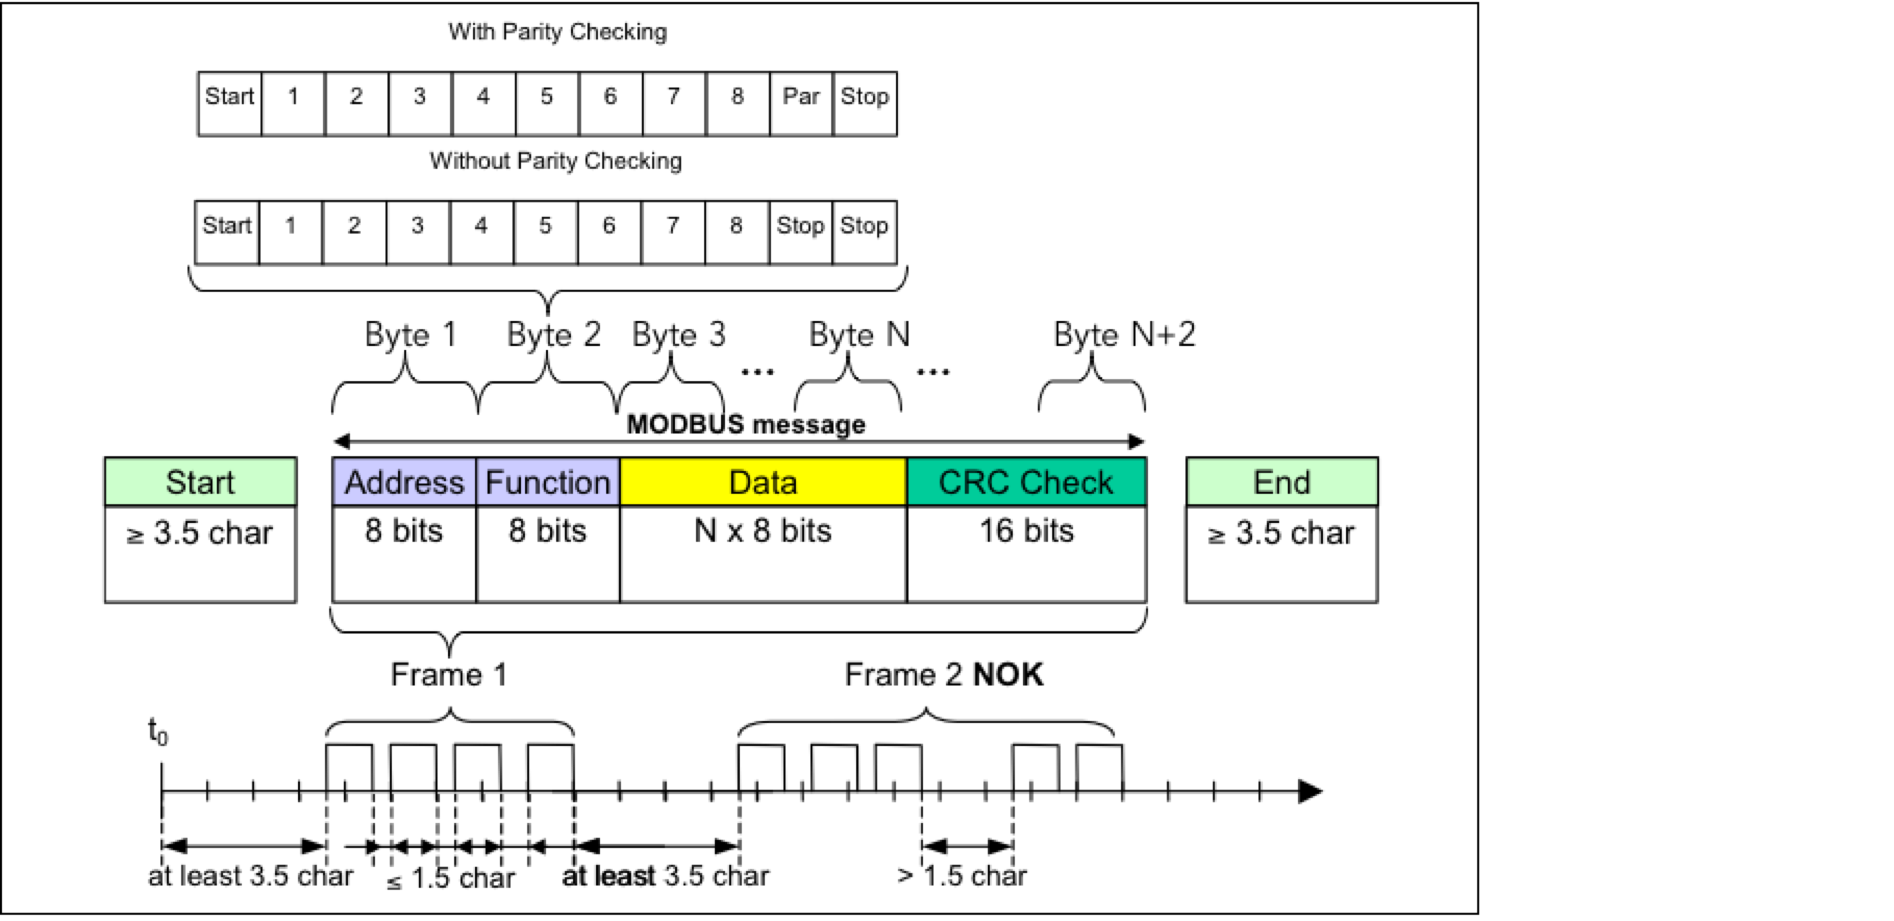 With Parity Checking
Start 1 2 3 4 5 6 7 8 Par Stop
Without Parity Checking
Start 1 2 3 4 5 6 7 8 Stop Stop
Byte 1 Byte 2 Byte 3 ... Byte N ... Byte N+2
MODBUS message
Start Address Function Data CRC Check End
≥ 3.5 char 8 bits 8 bits N x 8 bits 16 bits ≥ 3.5 char
Frame 1 Frame 2 NOK
t0
at least 3.5 char ≤ 1.5 char at least 3.5 char > 1.5 char